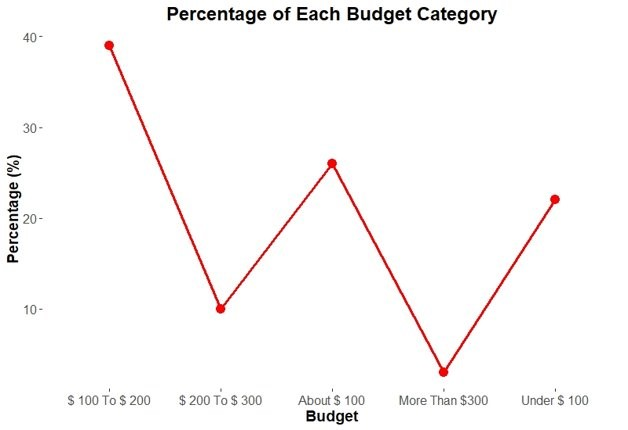 Percentage of Each Budget Category
Percentage (%)
40
30
20
10
$ 100 To $ 200
$ 200 To $ 300
About $ 100
More Than $300
Under $ 100
Budget